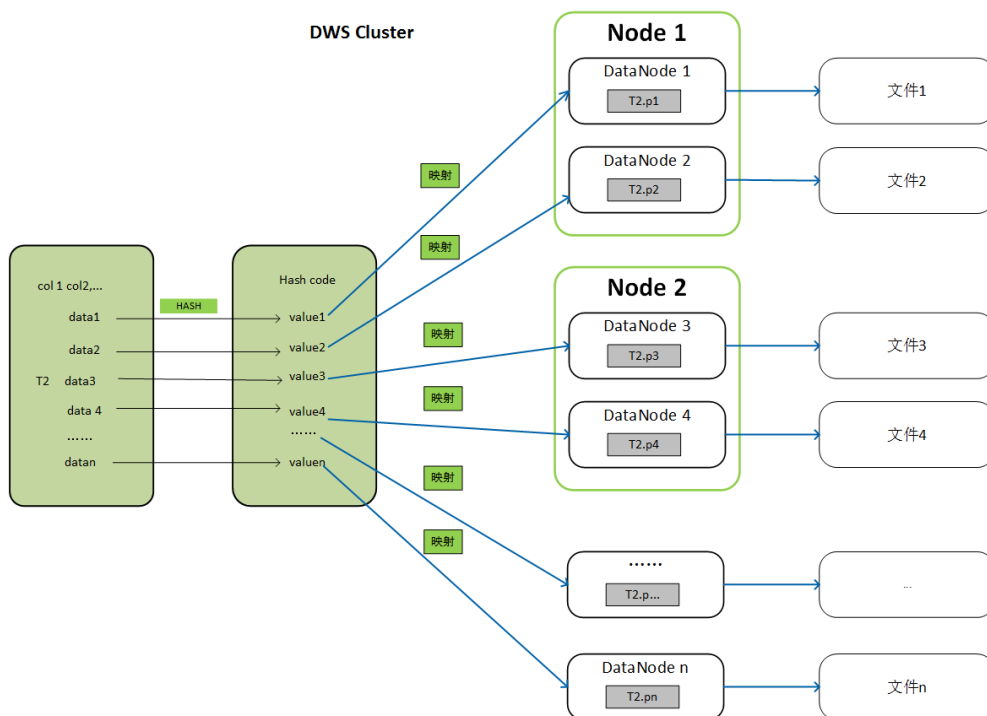 DWS Cluster
Node 1
DataNode 1
T2.p1
文件1
DataNode 2
T2.p2
文件2
映射
映射
col 1 col2,...
HASH
Hash code
data1
value1
data2
value2
T2
data3
value3
data 4
value4
……
……
datan
valuen
Node 2
DataNode 3
T2.p3
文件3
映射
映射
DataNode 4
T2.p4
文件4
映射
映射
……
T2.p...
...
DataNode n
T2.pn
文件n